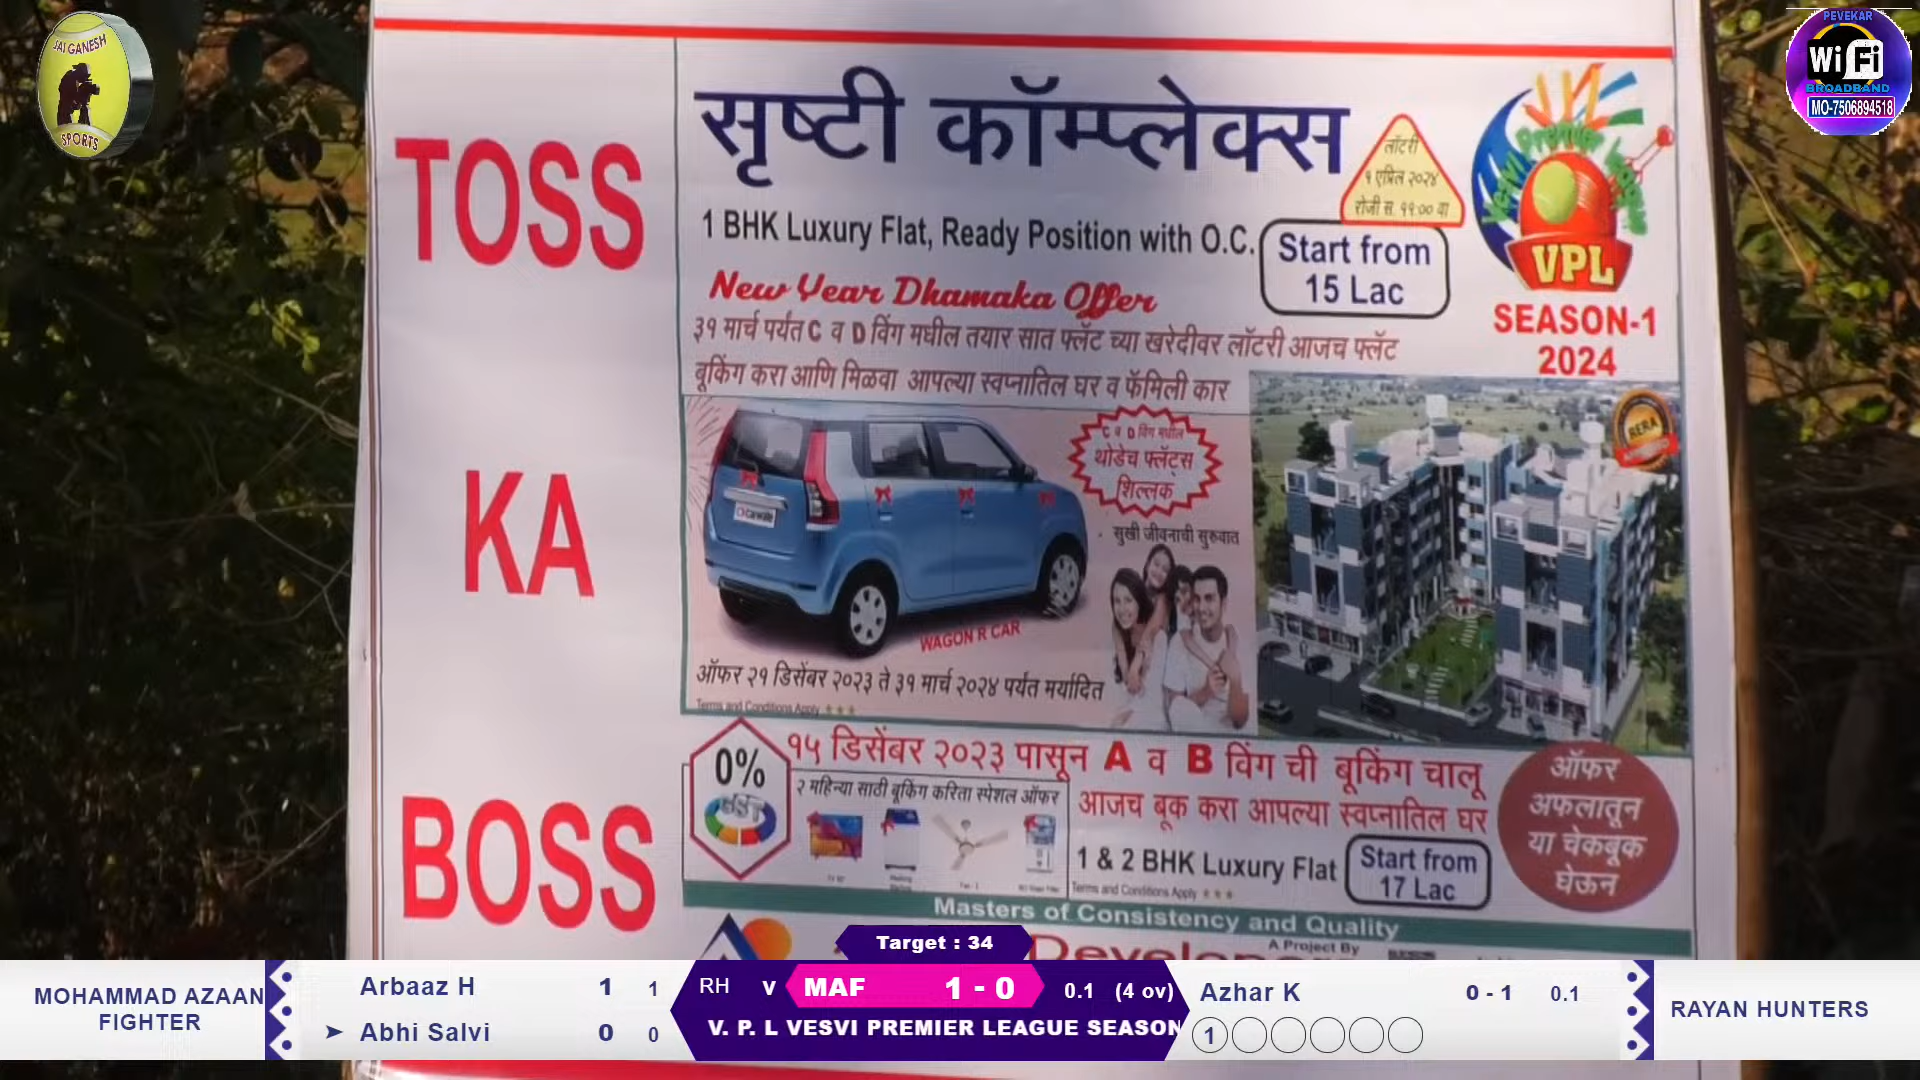 JAI GANESH
SPORTS
PEVEKAR
WiFi
BROADBAND
MO-7506894518
TOSS
KA
BOSS
सृष्टी कॉम्प्लेक्स
लॉटरी
१ एप्रिल २०२४
रोजी स. ११:०० वा
1 BHK Luxury Flat, Ready Position with O.C.
Start from
15 Lac
Vesvi Premier League
VPL
SEASON-1
2024
New Year Dhamaka Offer
३१ मार्च पर्यंत C व D विंग मधील तयार सात फ्लॅट च्या खरेदीवर लॉटरी आजच फ्लॅट
बूकिंग करा आणि मिळवा आपल्या स्वप्नातिल घर व फॅमिली कार
C व D विंग मधील
थोडेच फ्लॅटस
शिल्लक
सुखी जीवनाची सुरुवात
RERA
carwale
WAGON R CAR
ऑफर २१ डिसेंबर २०२३ ते ३१ मार्च २०२४ पर्यंत मर्यादित
Terms and Conditions Apply
0%
GST
१५ डिसेंबर २०२३ पासून A व B विंग ची बूकिंग चालू
२ महिन्या साठी बूकिंग करिता स्पेशल ऑफर
आजच बूक करा आपल्या स्वप्नातिल घर
1 & 2 BHK Luxury Flat
Start from
17 Lac
Terms and Conditions Apply
ऑफर
अफलातून
या चेकबूक
घेऊन
Masters of Consistency and Quality
A Project By
Target : 34
MOHAMMAD AZAAN
FIGHTER
Arbaaz H 1 1
Abhi Salvi 0 0
RH v MAF 1 - 0 0.1 (4 ov)
V. P. L VESVI PREMIER LEAGUE SEASON
Azhar K 0 - 1 0.1
1
RAYAN HUNTERS